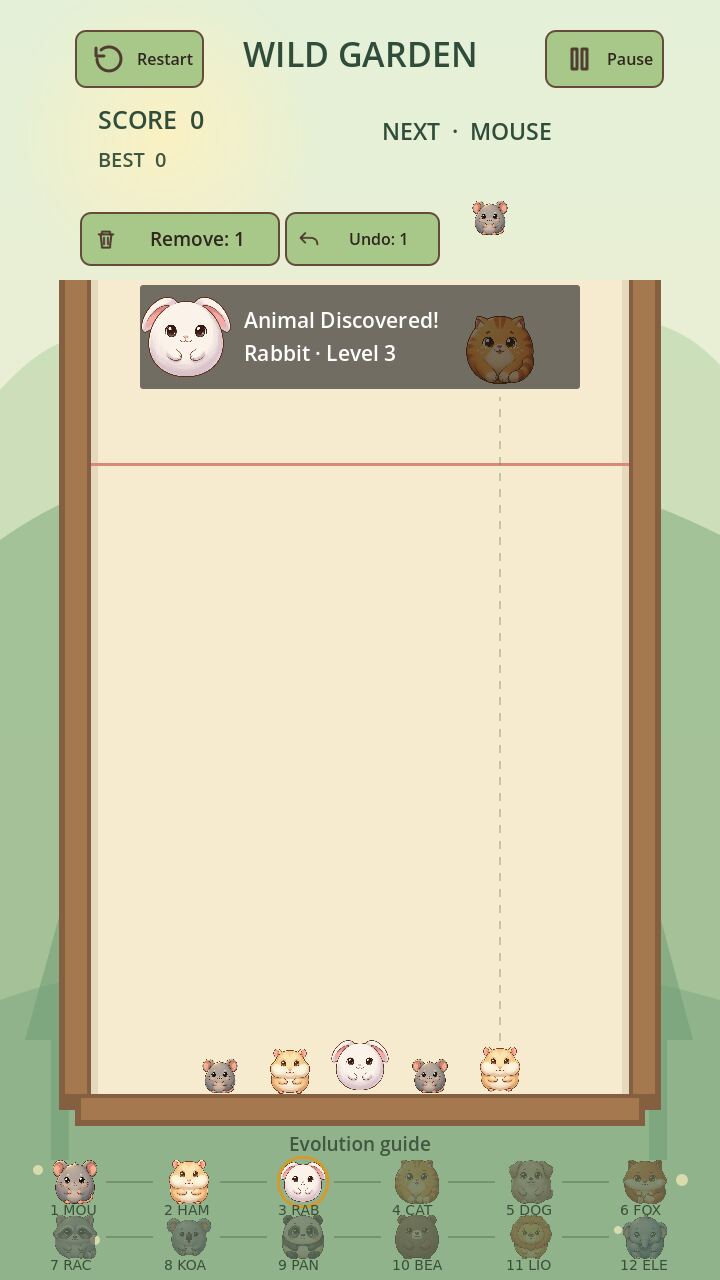 Restart
WILD GARDEN
Pause
SCORE 0
BEST 0
NEXT · MOUSE
Remove: 1
Undo: 1
Animal Discovered!
Rabbit · Level 3
Evolution guide
1 MOU
2 HAM
3 RAB
4 CAT
5 DOG
6 FOX
7 RAC
8 KOA
9 PAN
10 BEA
11 LIO
12 ELE